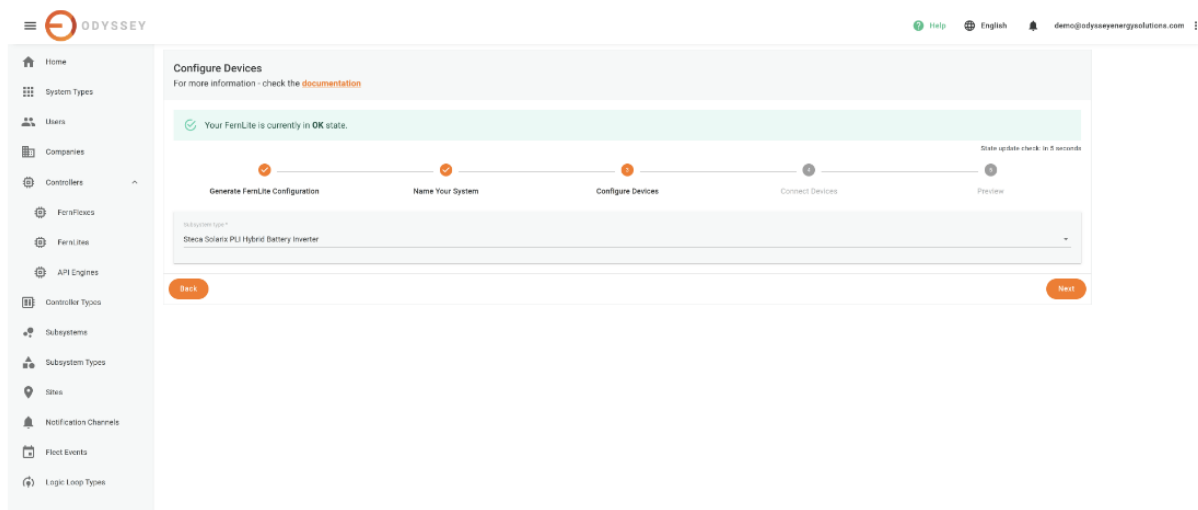 ODYSSEY
Help
English
demo@odysseyenergysolutions.com
Home
System Types
Users
Companies
Controllers
FernFlexes
FernLites
API Engines
Controller Types
Subsystems
Subsystem Types
Sites
Notification Channels
Fleet Events
Logic Loop Types
Configure Devices
For more information - check the documentation
Your FernLite is currently in OK state.
State update check: in 5 seconds
3
4
5
Generate FernLite Configuration
Name Your System
Configure Devices
Connect Devices
Preview
Subsystem type *
Steca Solarix PLI Hybrid Battery Inverter
Back
Next